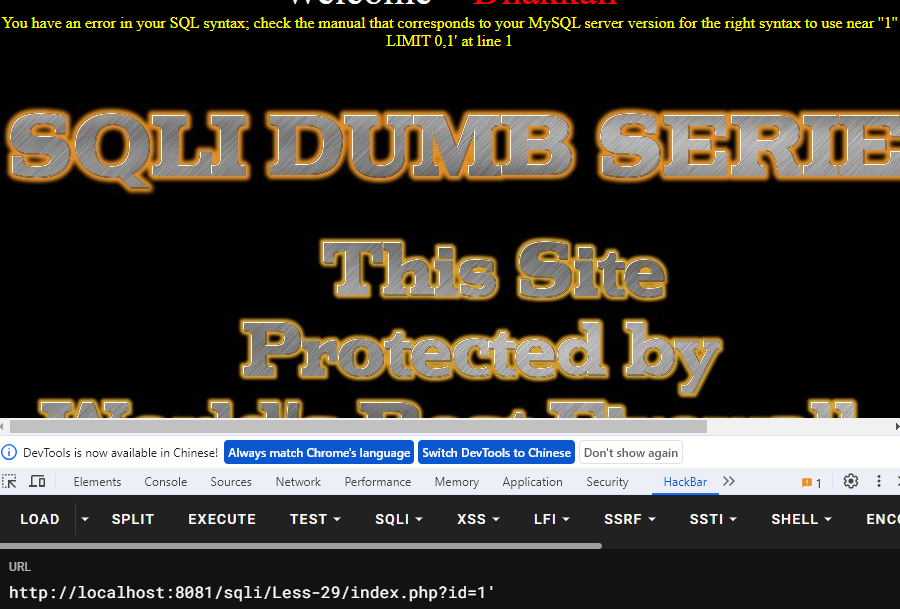 Welcome Dhakkan
You have an error in your SQL syntax; check the manual that corresponds to your MySQL server version for the right syntax to use near ''1''
LIMIT 0,1' at line 1
SQLI DUMB SERIE
This Site
Protected by
World's Best Firewall
DevTools is now available in Chinese! Always match Chrome's language Switch DevTools to Chinese Don't show again
Elements Console Sources Network Performance Memory Application Security HackBar 1
LOAD SPLIT EXECUTE TEST SQLI XSS LFI SSRF SSTI SHELL ENCO
URL
http://localhost:8081/sqli/Less-29/index.php?id=1'